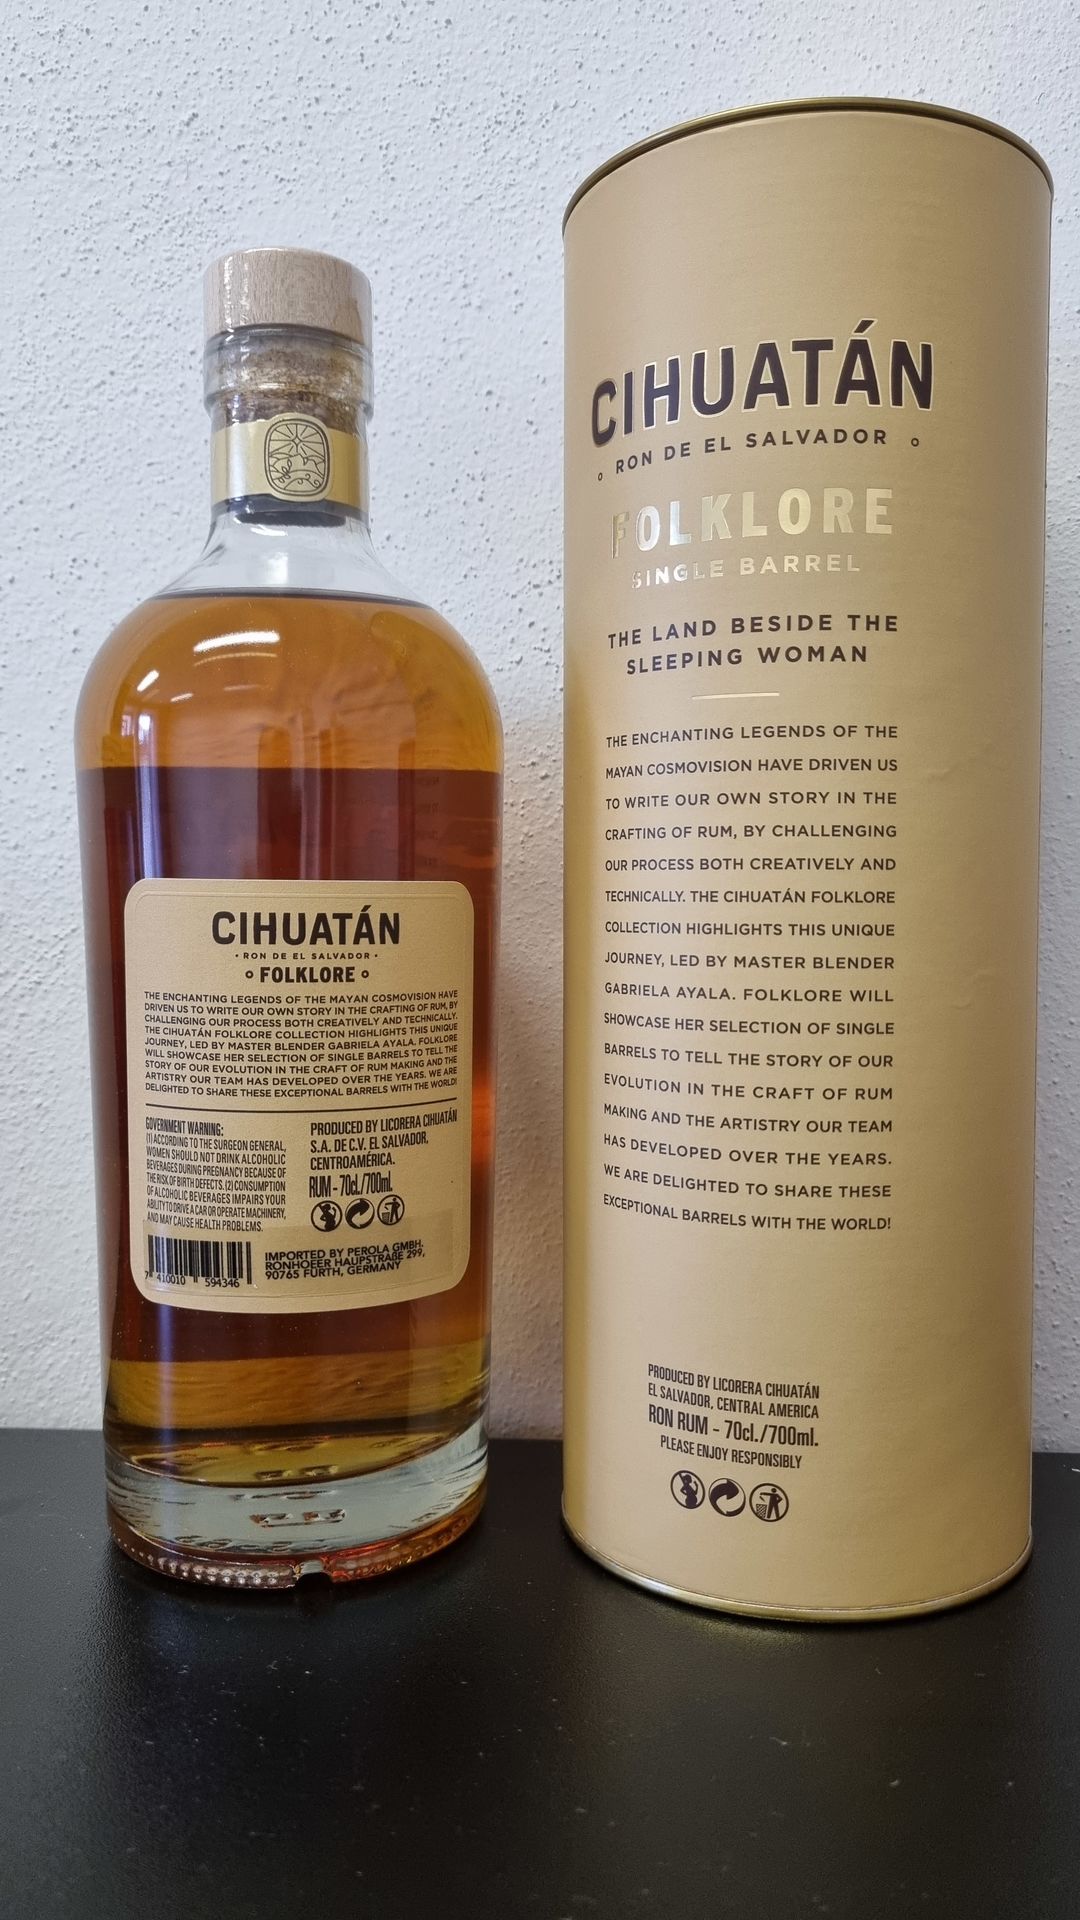 CIHUATÁN
· RON DE EL SALVADOR ·
° FOLKLORE °
THE ENCHANTING LEGENDS OF THE MAYAN COSMOVISION HAVE
DRIVEN US TO WRITE OUR OWN STORY IN THE CRAFTING OF RUM, BY
CHALLENGING OUR PROCESS BOTH CREATIVELY AND TECHNICALLY.
THE CIHUATÁN FOLKLORE COLLECTION HIGHLIGHTS THIS UNIQUE
JOURNEY, LED BY MASTER BLENDER GABRIELA AYALA. FOLKLORE
WILL SHOWCASE HER SELECTION OF SINGLE BARRELS TO TELL THE
STORY OF OUR EVOLUTION IN THE CRAFT OF RUM MAKING AND THE
ARTISTRY OUR TEAM HAS DEVELOPED OVER THE YEARS. WE ARE
DELIGHTED TO SHARE THESE EXCEPTIONAL BARRELS WITH THE WORLD!
GOVERNMENT WARNING:
(1) ACCORDING TO THE SURGEON GENERAL,
WOMEN SHOULD NOT DRINK ALCOHOLIC
BEVERAGES DURING PREGNANCY BECAUSE OF
THE RISK OF BIRTH DEFECTS. (2) CONSUMPTION
OF ALCOHOLIC BEVERAGES IMPAIRS YOUR
ABILITY TO DRIVE A CAR OR OPERATE MACHINERY,
AND MAY CAUSE HEALTH PROBLEMS.
PRODUCED BY LICORERA CIHUATÁN
S.A. DE C.V. EL SALVADOR,
CENTROAMÉRICA.
RUM - 70cl./700ml.
7 410010 594346
IMPORTED BY PEROLA GMBH.
RONHOEER HAUPSTRAßE 299,
90765 FÜRTH, GERMANY
CIHUATÁN
° RON DE EL SALVADOR °
FOLKLORE
SINGLE BARREL
THE LAND BESIDE THE
SLEEPING WOMAN
THE ENCHANTING LEGENDS OF THE
MAYAN COSMOVISION HAVE DRIVEN US
TO WRITE OUR OWN STORY IN THE
CRAFTING OF RUM, BY CHALLENGING
OUR PROCESS BOTH CREATIVELY AND
TECHNICALLY. THE CIHUATÁN FOLKLORE
COLLECTION HIGHLIGHTS THIS UNIQUE
JOURNEY, LED BY MASTER BLENDER
GABRIELA AYALA. FOLKLORE WILL
SHOWCASE HER SELECTION OF SINGLE
BARRELS TO TELL THE STORY OF OUR
EVOLUTION IN THE CRAFT OF RUM
MAKING AND THE ARTISTRY OUR TEAM
HAS DEVELOPED OVER THE YEARS.
WE ARE DELIGHTED TO SHARE THESE
EXCEPTIONAL BARRELS WITH THE WORLD!
PRODUCED BY LICORERA CIHUATÁN
EL SALVADOR, CENTRAL AMERICA
RON RUM - 70cl./700ml.
PLEASE ENJOY RESPONSIBLY